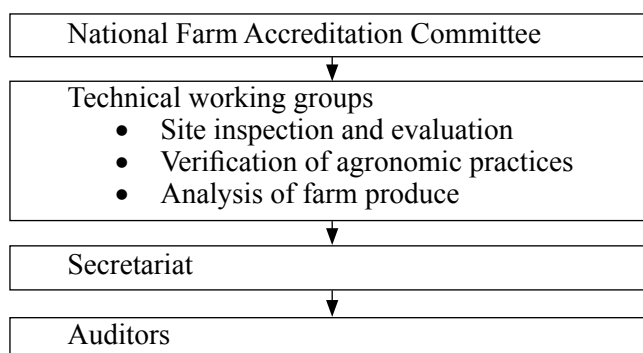 National Farm Accreditation Committee
Technical working groups
• Site inspection and evaluation
• Verification of agronomic practices
• Analysis of farm produce
Secretariat
Auditors